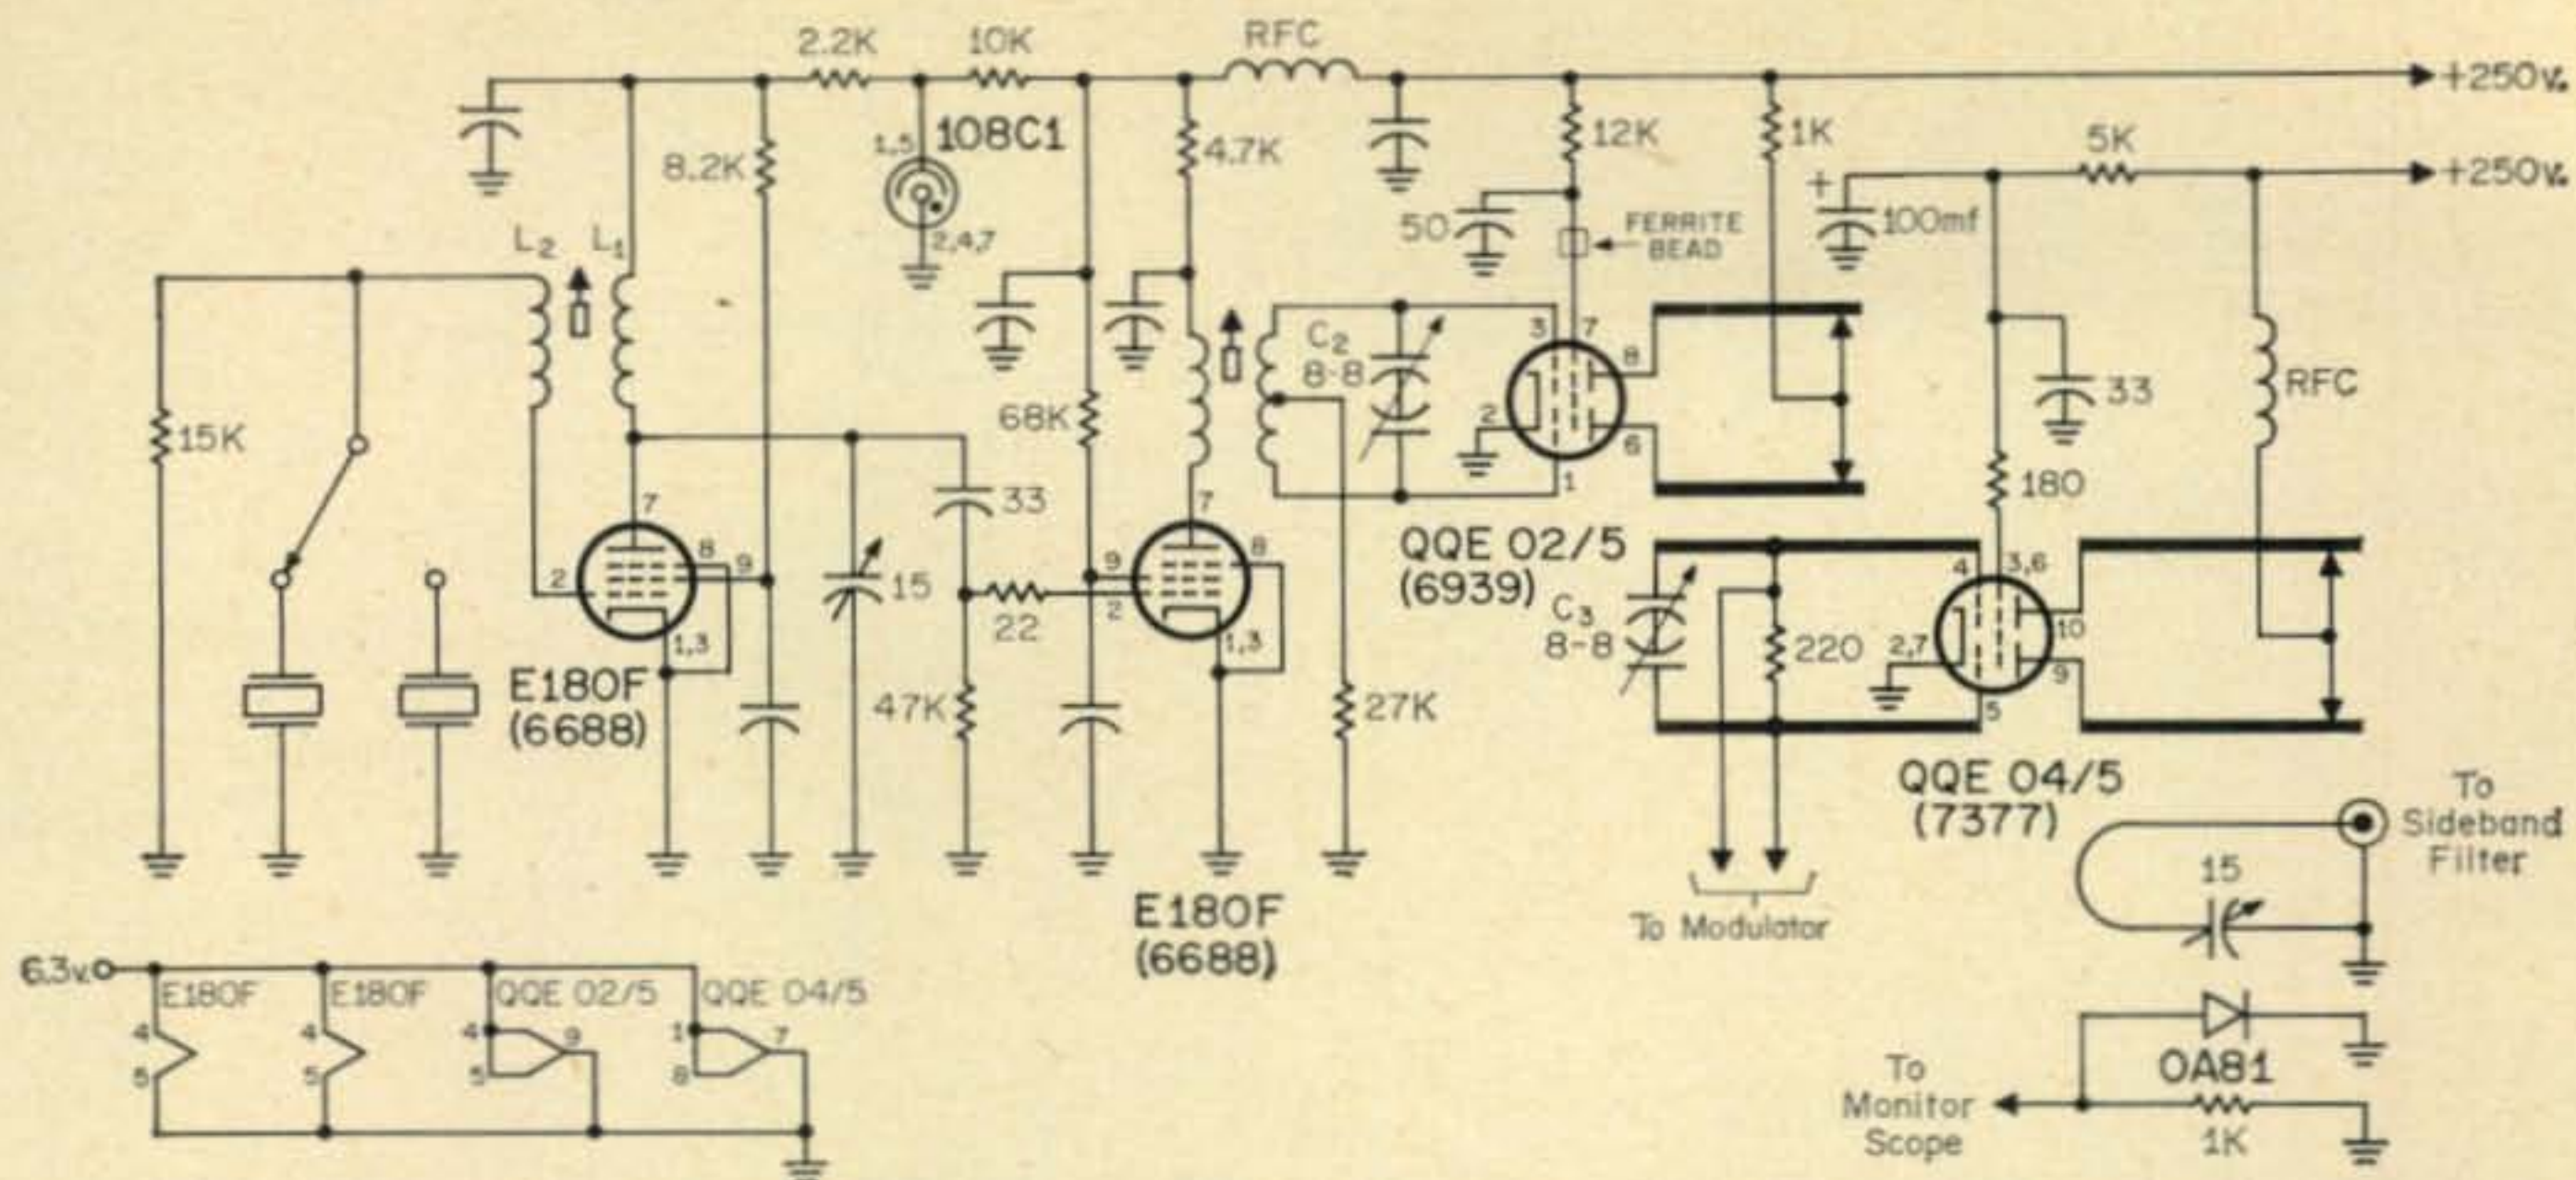 2.2K
10K
RFC
+250v.
108C1
1,5
2,4,7
8.2K
4.7K
12K
1K
5K
+
100mf
+250v.
50
FERRITE
BEAD
L2
L1
15K
68K
C2
8-8
3
7
8
2
6
1
33
RFC
180
7
8
9
2
1,3
33
15
22
47K
9
2
7
8
1,3
27K
E180F
(6688)
QQE 02/5
(6939)
C3
8-8
220
4
3,6
10
2,7
9
5
QQE 04/5
(7377)
To
Sideband
Filter
15
To Modulator
E180F
(6688)
6.3v.
E180F
E180F
QQE 02/5
QQE 04/5
4
5
4
5
4
5
9
1
8
7
OA81
To
Monitor
Scope
1K